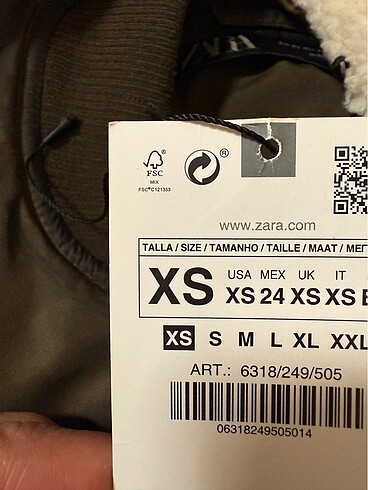 FSC
MIX
FSC® C121353
®
www.zara.com
TALLA / SIZE / TAMANHO / TAILLE / MAAT /
XS
USA MEX UK IT
XS 24 XS XS
XS S M L XL XXL
ART.: 6318/249/505
06318249505014